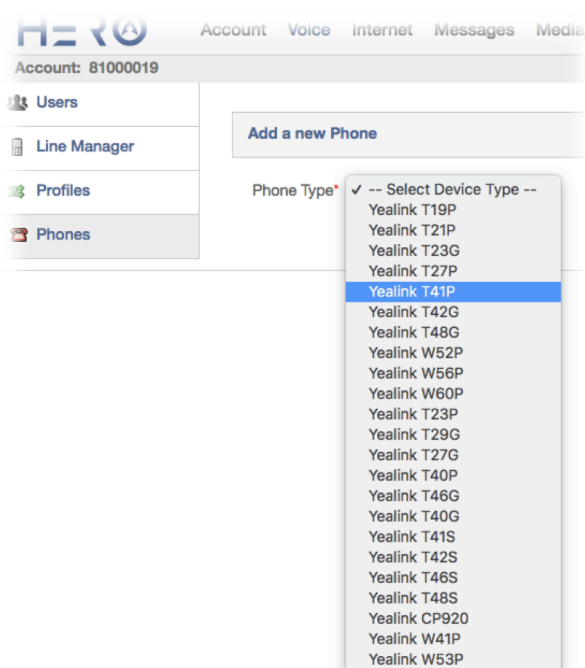 HERO
Account Voice Internet Messages Media
Account: 81000019
Users
Line Manager
Profiles
Phones
Add a new Phone
Phone Type* ✓ -- Select Device Type --
Yealink T19P
Yealink T21P
Yealink T23G
Yealink T27P
Yealink T41P
Yealink T42G
Yealink T48G
Yealink W52P
Yealink W56P
Yealink W60P
Yealink T23P
Yealink T29G
Yealink T27G
Yealink T40P
Yealink T46G
Yealink T40G
Yealink T41S
Yealink T42S
Yealink T46S
Yealink T48S
Yealink CP920
Yealink W41P
Yealink W53P